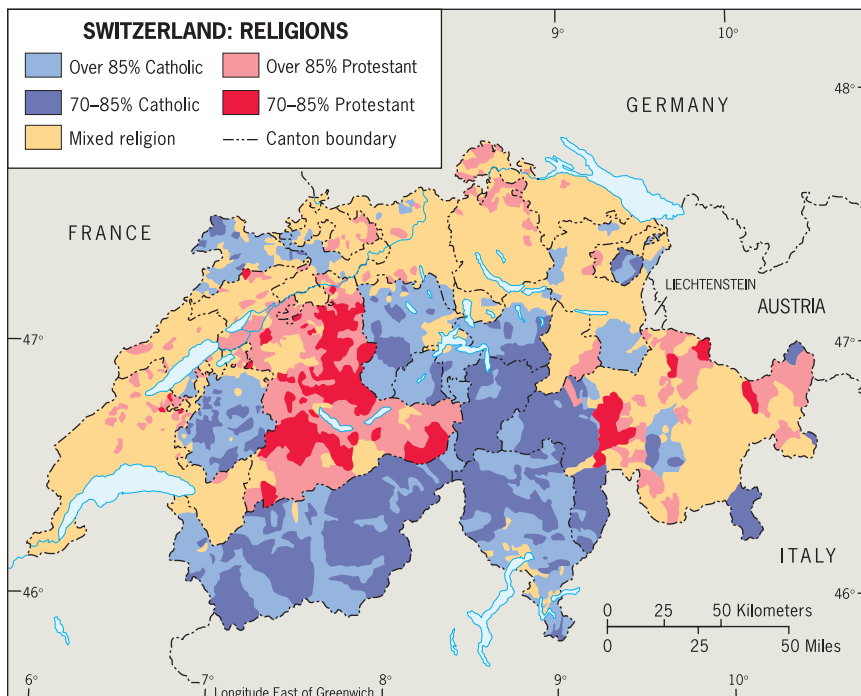 SWITZERLAND: RELIGIONS
Over 85% Catholic
Over 85% Protestant
70–85% Catholic
70–85% Protestant
Mixed religion
Canton boundary
9°
10°
48°
GERMANY
FRANCE
LIECHTENSTEIN
AUSTRIA
47°
47°
ITALY
46°
46°
0 25 50 Kilometers
0 25 50 Miles
6°
7°
8°
9°
10°
Longitude East of Greenwich